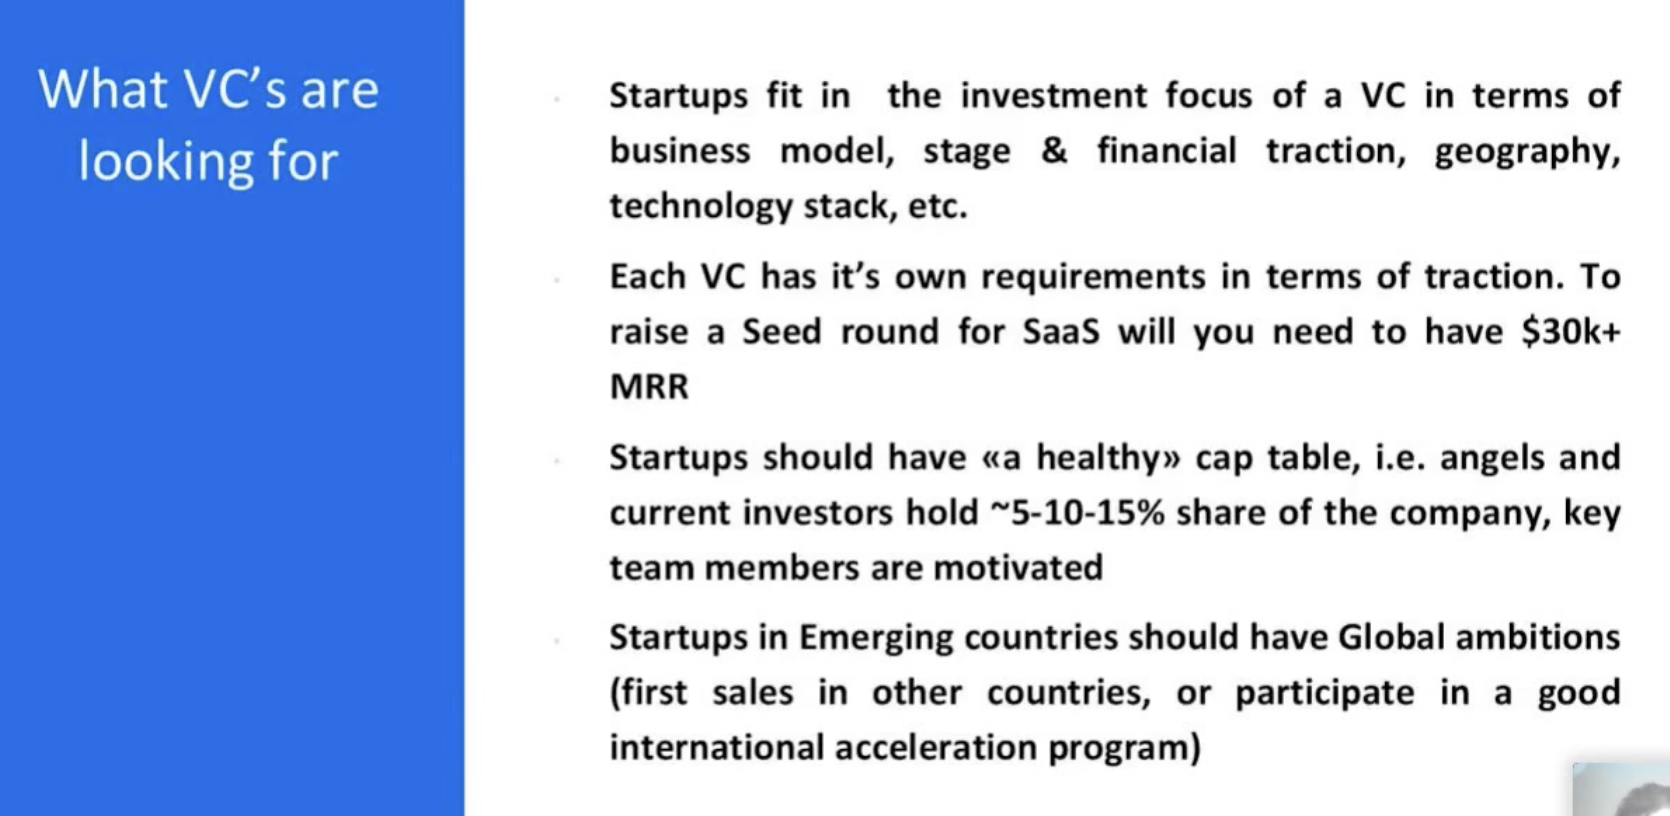 What VC’s are
looking for
Startups fit in the investment focus of a VC in terms of
business model, stage & financial traction, geography,
technology stack, etc.
Each VC has it’s own requirements in terms of traction. To
raise a Seed round for SaaS will you need to have $30k+
MRR
Startups should have «a healthy» cap table, i.e. angels and
current investors hold ~5-10-15% share of the company, key
team members are motivated
Startups in Emerging countries should have Global ambitions
(first sales in other countries, or participate in a good
international acceleration program)